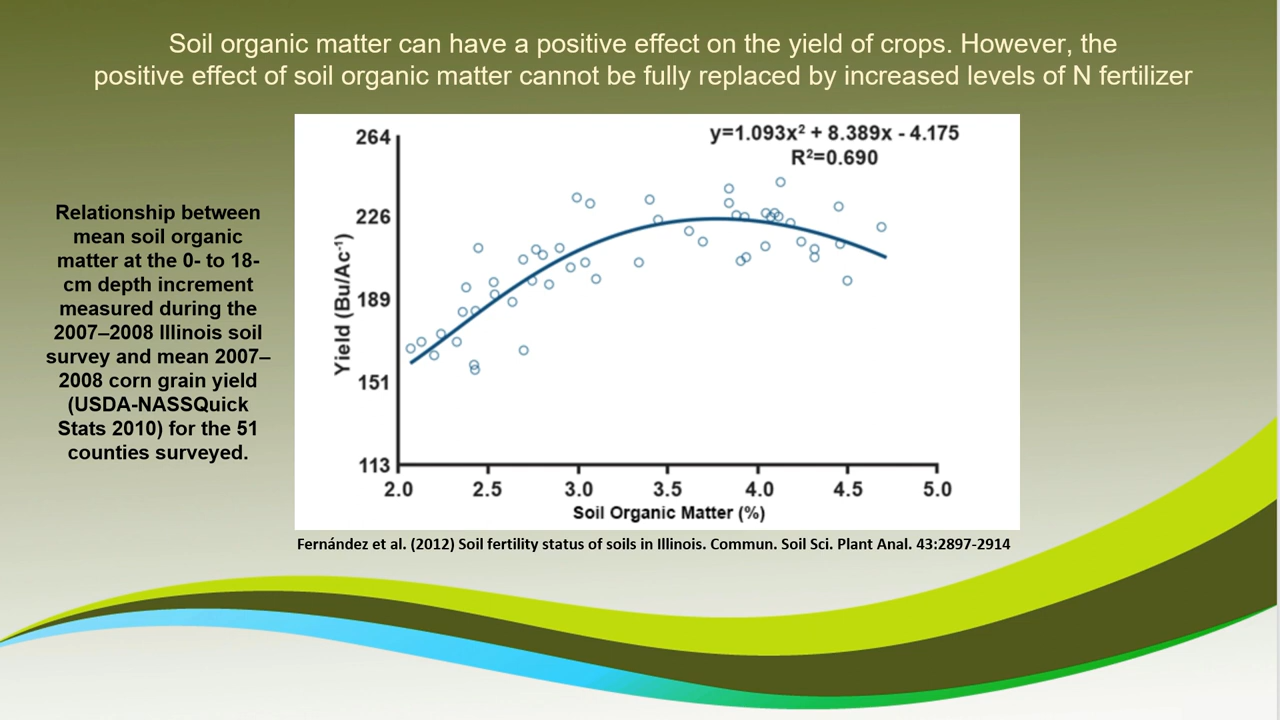 Soil organic matter can have a positive effect on the yield of crops. However, the
positive effect of soil organic matter cannot be fully replaced by increased levels of N fertilizer
Relationship between
mean soil organic
matter at the 0- to 18-
cm depth increment
measured during the
2007–2008 Illinois soil
survey and mean 2007–
2008 corn grain yield
(USDA-NASSQuick
Stats 2010) for the 51
counties surveyed.
y=1.093x² + 8.389x - 4.175
R²=0.690
Yield (Bu/Ac⁻¹)
264
226
189
151
113
2.0 2.5 3.0 3.5 4.0 4.5 5.0
Soil Organic Matter (%)
Fernández et al. (2012) Soil fertility status of soils in Illinois. Commun. Soil Sci. Plant Anal. 43:2897-2914